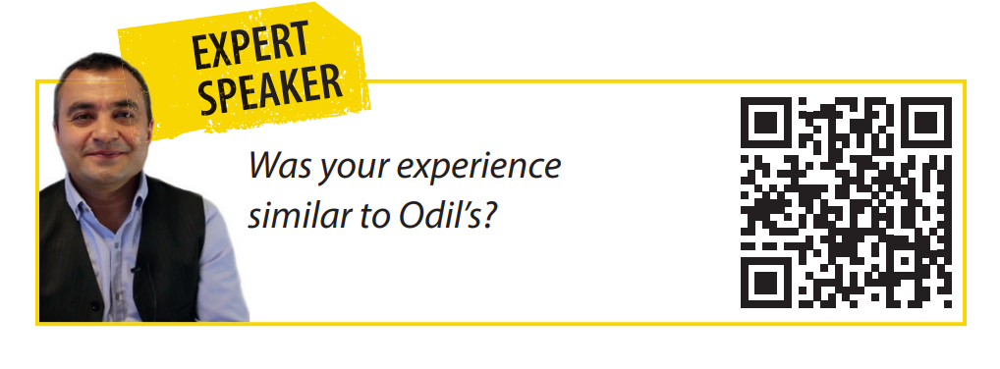 EXPERT
SPEAKER
Was your experience
similar to Odil’s?